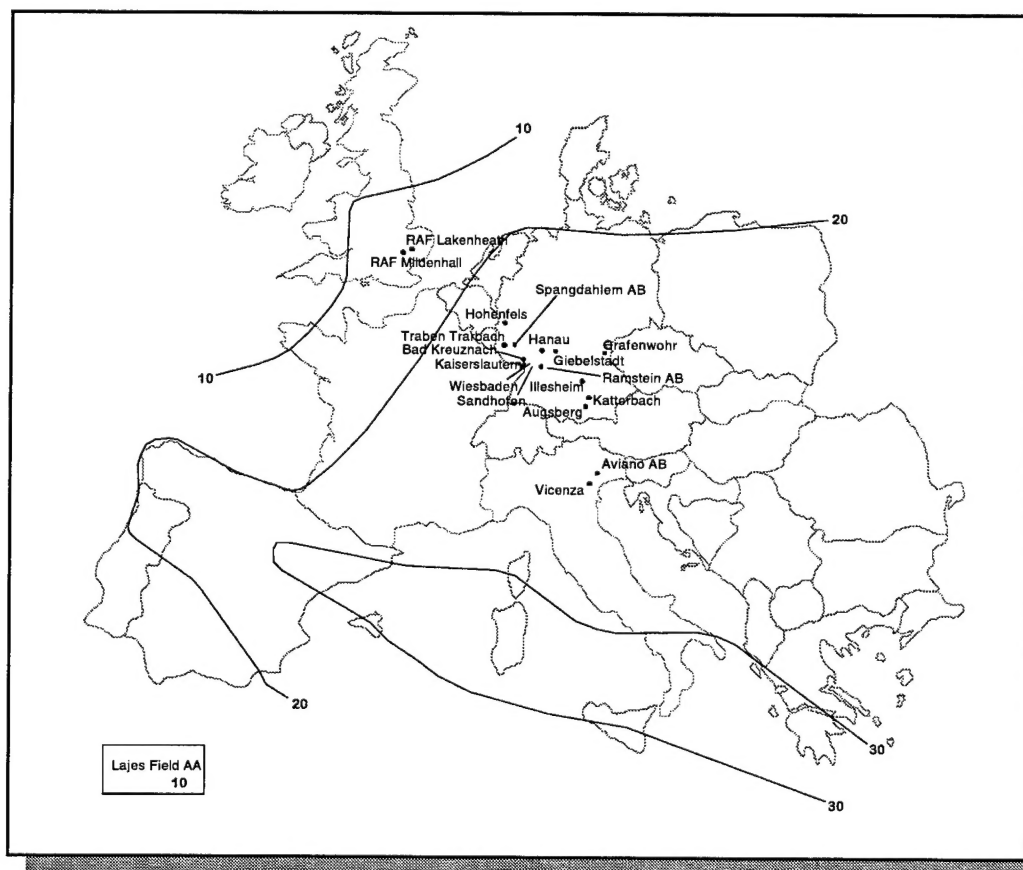 10
20
RAF Lakenheath
RAF Mildenhall
Spangdahlem AB
Hohenfels
Traben Trarbach
Hanau
Grafenwohr
Bad Kreuznach
Giebelstadt
Kaiserslautern
Ramstein AB
10
Wiesbaden
Illesheim
Sandhofen
Katterbach
Augsberg
Aviano AB
Vicenza
20
30
Lajes Field AA
10
30